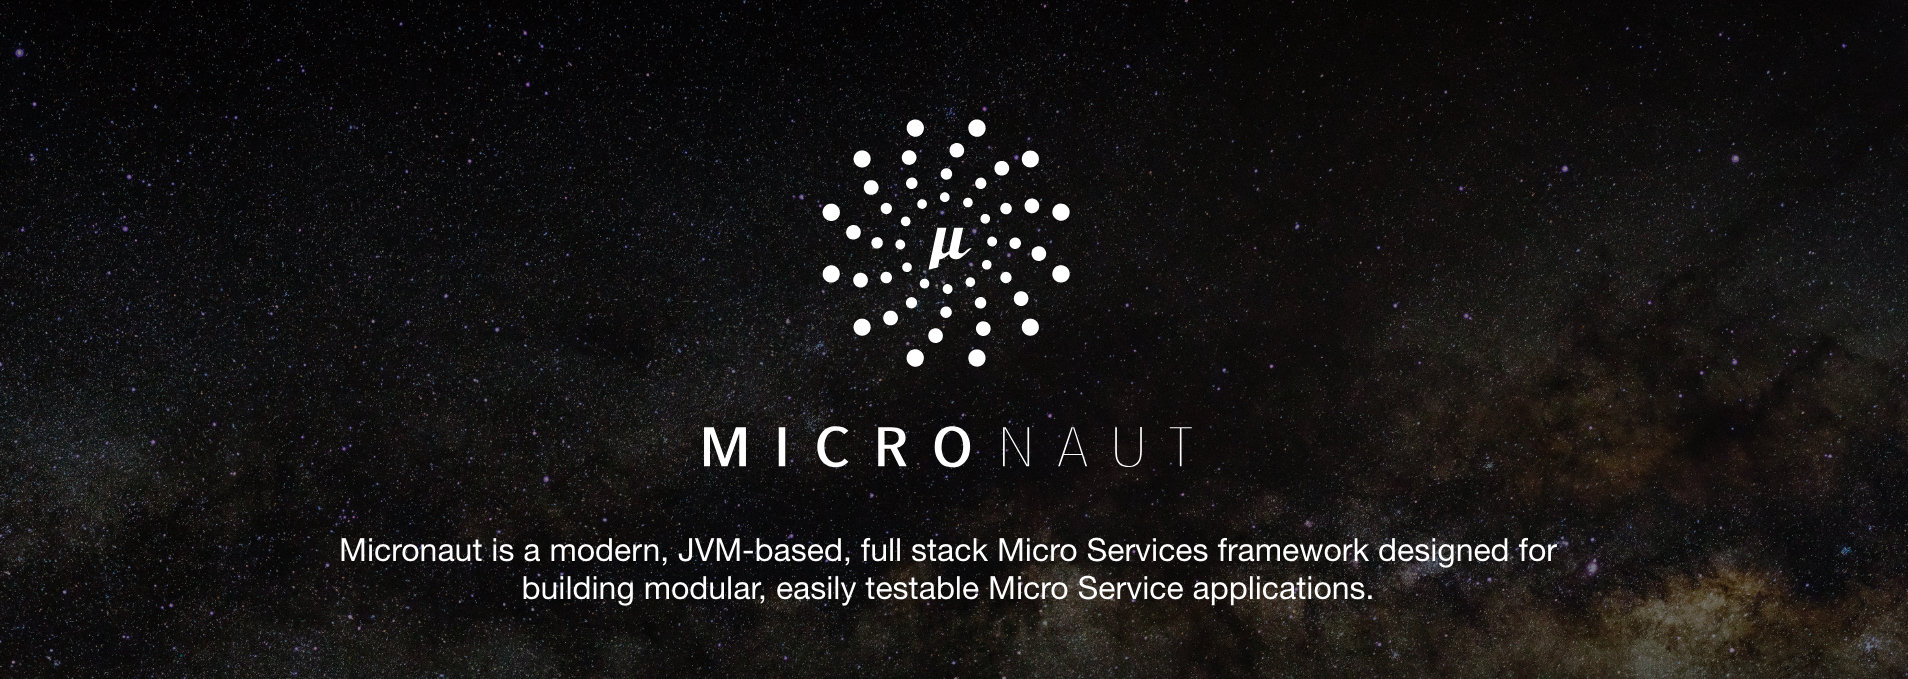 μ
MICRONAUT
Micronaut is a modern, JVM-based, full stack Micro Services framework designed for
building modular, easily testable Micro Service applications.